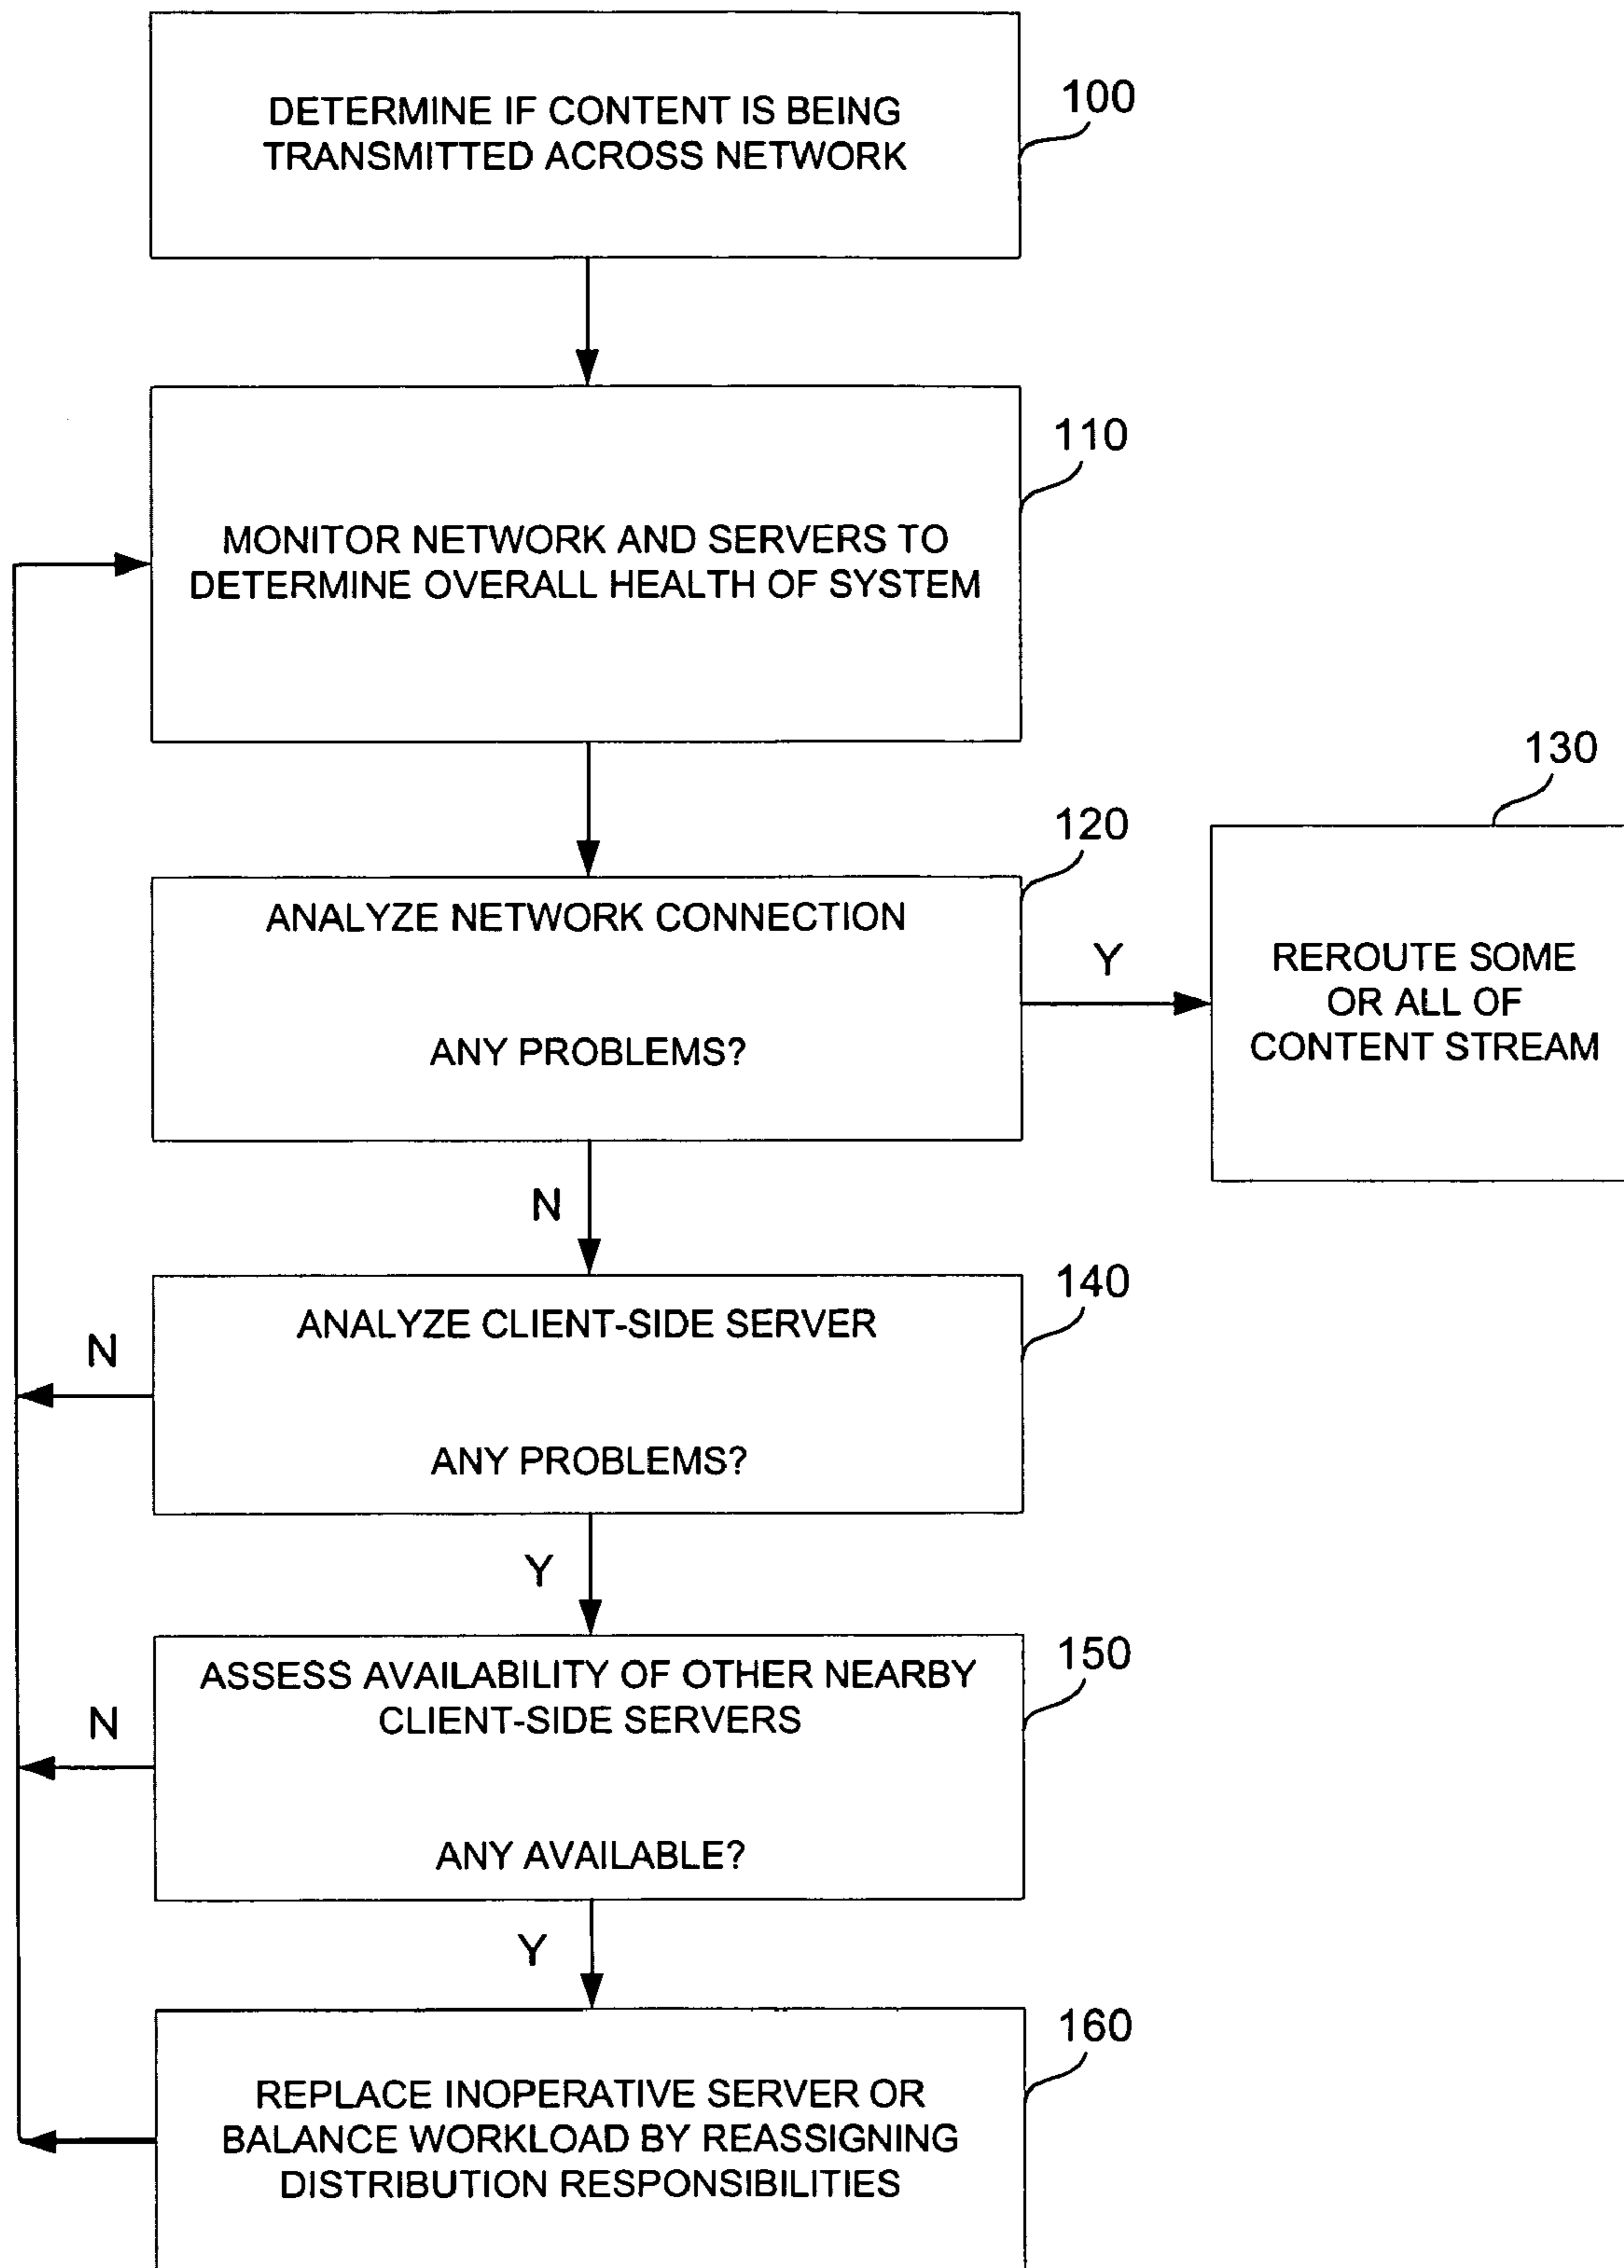 DETERMINE IF CONTENT IS BEING
TRANSMITTED ACROSS NETWORK
100
MONITOR NETWORK AND SERVERS TO
DETERMINE OVERALL HEALTH OF SYSTEM
110
ANALYZE NETWORK CONNECTION
ANY PROBLEMS?
120
Y
130
REROUTE SOME
OR ALL OF
CONTENT STREAM
N
ANALYZE CLIENT-SIDE SERVER
ANY PROBLEMS?
140
N
Y
ASSESS AVAILABILITY OF OTHER NEARBY
CLIENT-SIDE SERVERS
ANY AVAILABLE?
150
N
Y
REPLACE INOPERATIVE SERVER OR
BALANCE WORKLOAD BY REASSIGNING
DISTRIBUTION RESPONSIBILITIES
160